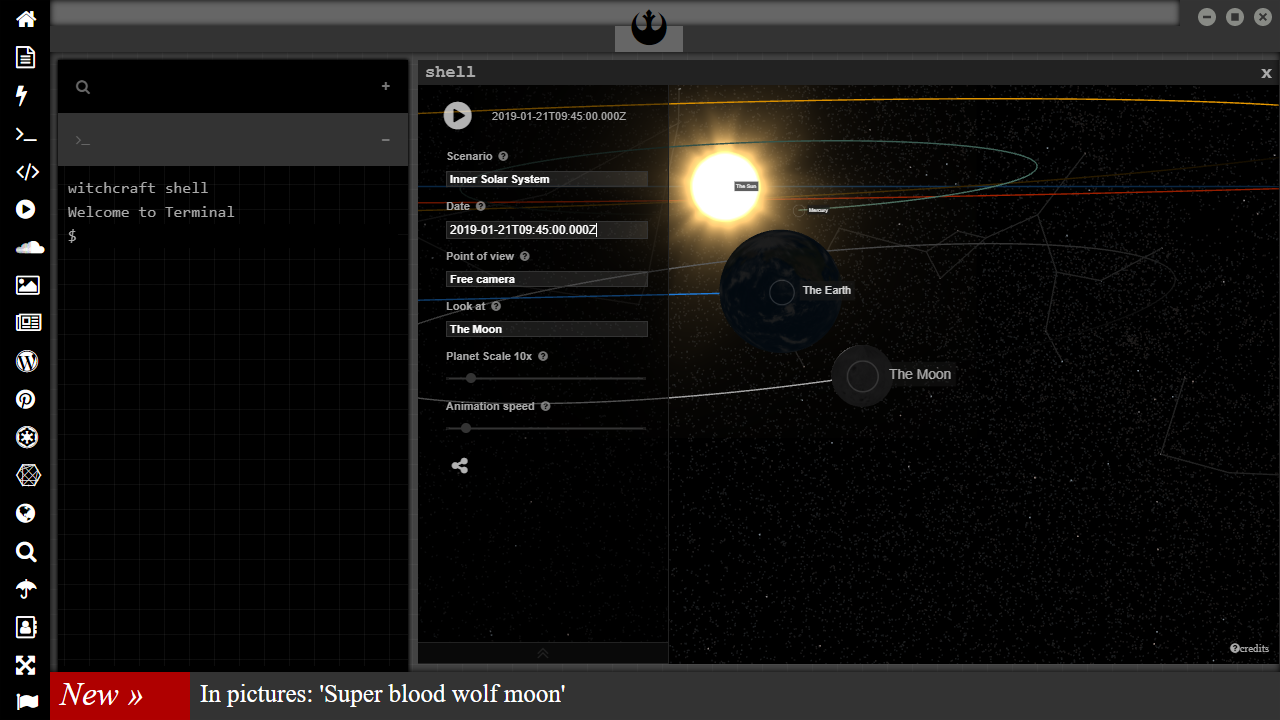 shell
x
+
>_
−
witchcraft shell
Welcome to Terminal
$
2019-01-21T09:45:00.000Z
Scenario
Inner Solar System
Date
2019-01-21T09:45:00.000Z
Point of view
Free camera
Look at
The Moon
Planet Scale 10x
Animation speed
The Sun
Mercury
The Earth
The Moon
credits
New » In pictures: 'Super blood wolf moon'